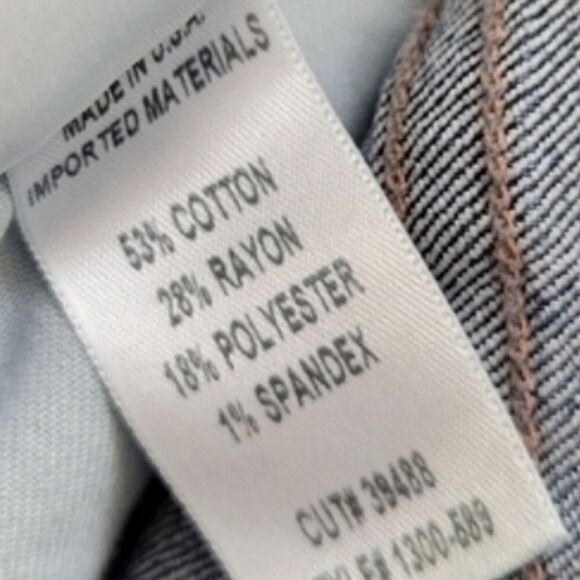 MADE IN U.S.A.
IMPORTED MATERIALS
53% COTTON
28% RAYON
18% POLYESTER
1% SPANDEX
CUT# 39488
1300-589